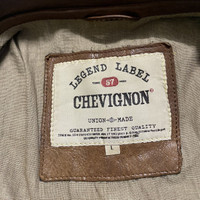 LEGEND LABEL
57
CHEVIGNON
UNION-O-MADE
GUARANTEED FINEST QUALITY
L